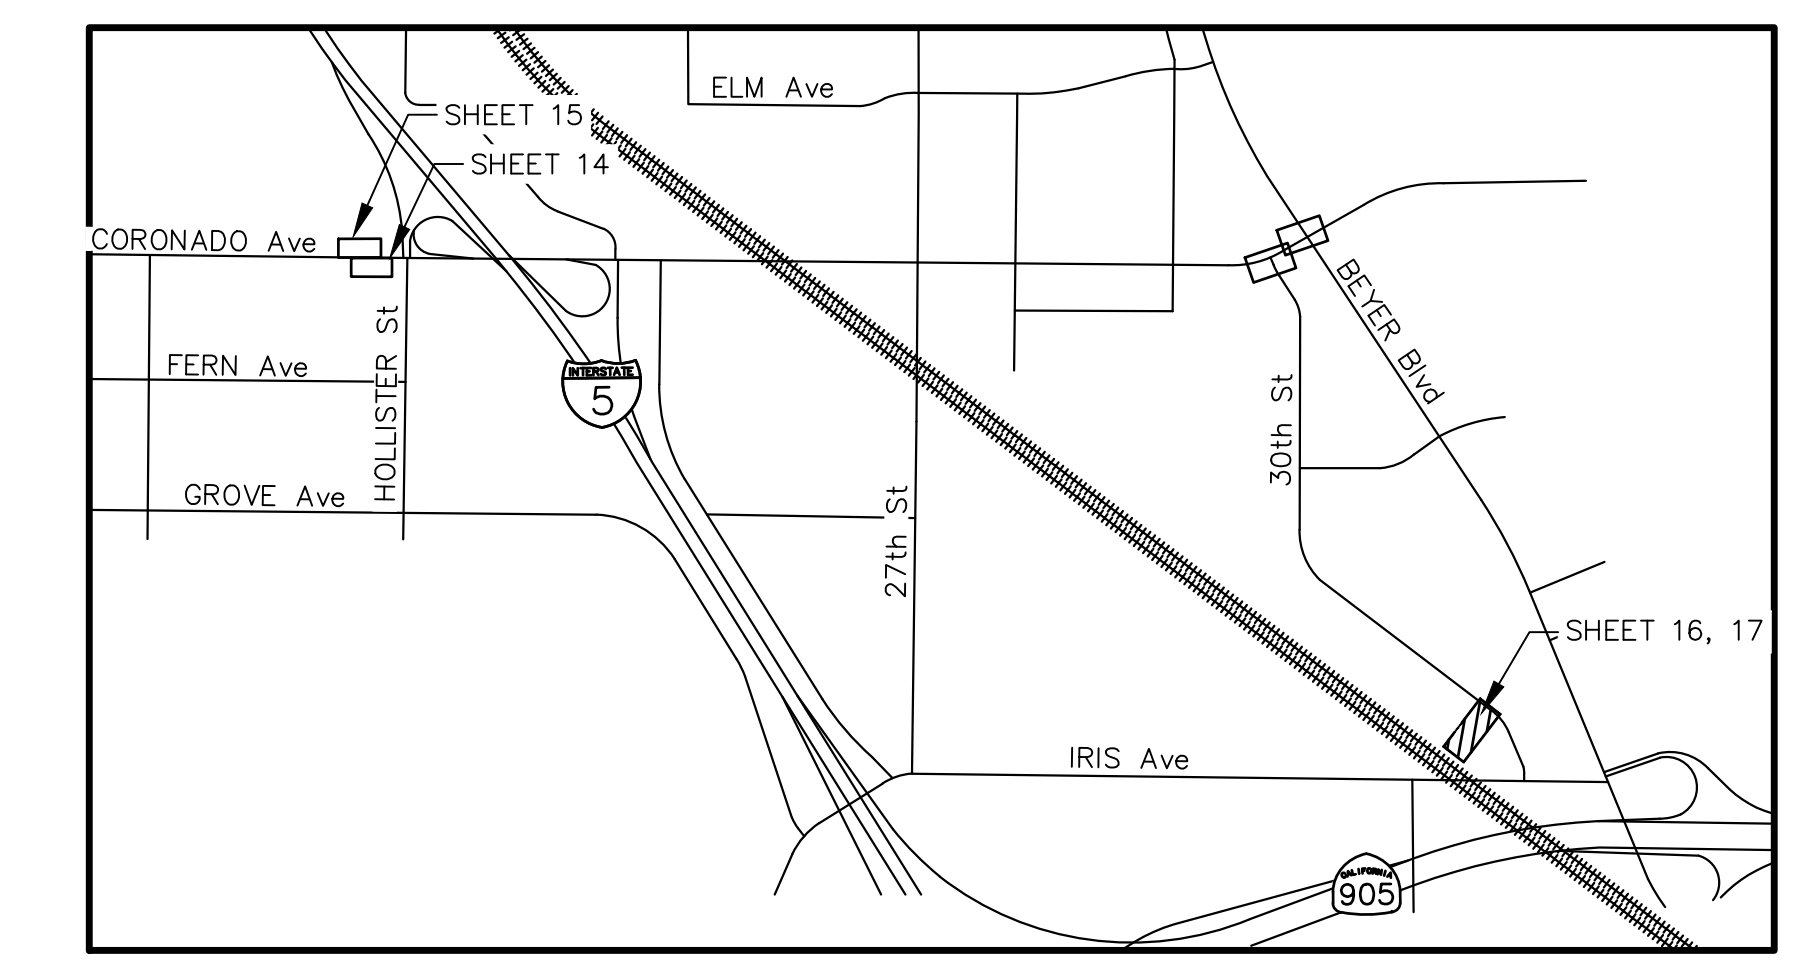 ELM Ave
SHEET 15
SHEET 14
CORONADO Ave
BEYER Blvd
HOLLISTER St
FERN Ave
INTERSTATE
5
30th St
GROVE Ave
27th St
SHEET 16, 17
IRIS Ave
CALIFORNIA
905